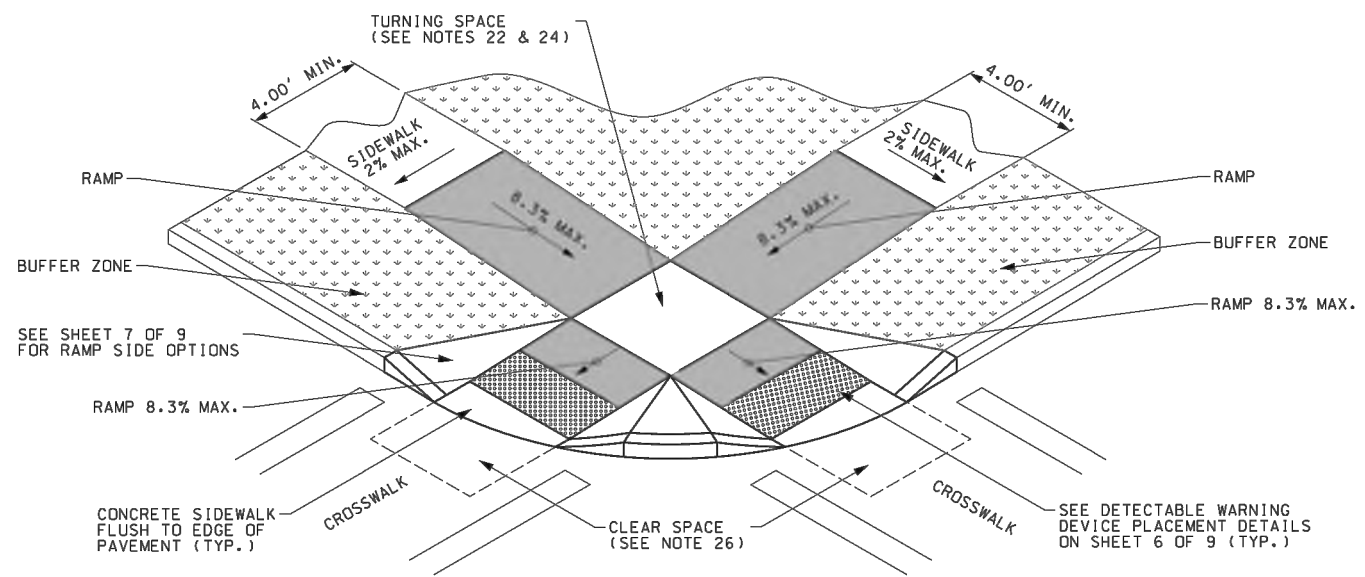 TURNING SPACE
(SEE NOTES 22 & 24)
4.00' MIN.
4.00' MIN.
SIDEWALK
2% MAX.
SIDEWALK
2% MAX.
RAMP
8.3% MAX.
8.3% MAX.
RAMP
BUFFER ZONE
BUFFER ZONE
SEE SHEET 7 OF 9
FOR RAMP SIDE OPTIONS
RAMP 8.3% MAX.
RAMP 8.3% MAX.
CROSSWALK
CROSSWALK
CONCRETE SIDEWALK
FLUSH TO EDGE OF
PAVEMENT (TYP.)
CLEAR SPACE
(SEE NOTE 26)
SEE DETECTABLE WARNING
DEVICE PLACEMENT DETAILS
ON SHEET 6 OF 9 (TYP.)